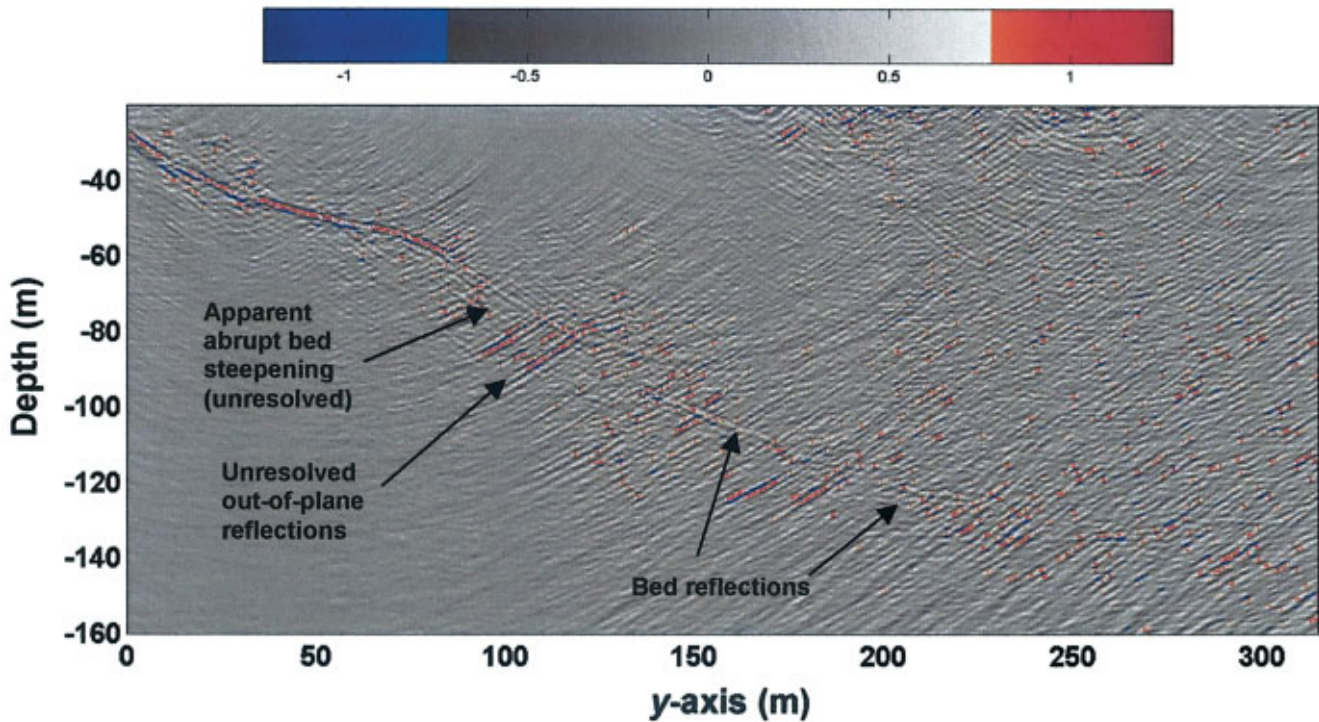 -1 -0.5 0 0.5 1
-40
-60
-80
-100
-120
-140
-160
Depth (m)
Apparent
abrupt bed
steepening
(unresolved)
Unresolved
out-of-plane
reflections
Bed reflections
0 50 100 150 200 250 300
y-axis (m)